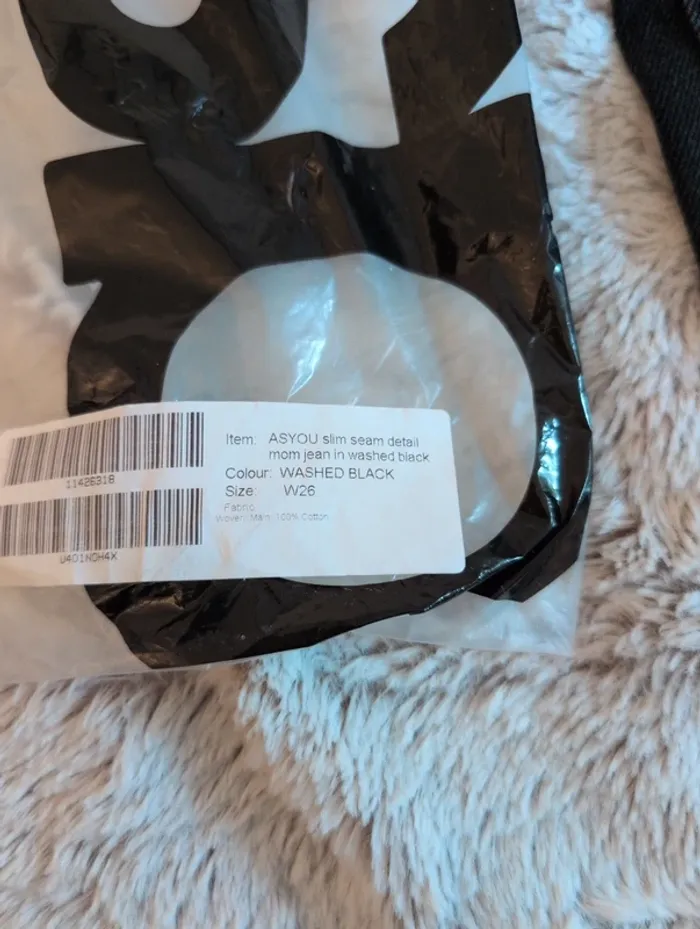 11426318
U401N0H4X
Item: ASYOU slim seam detail
mom jean in washed black
Colour: WASHED BLACK
Size: W26
Fabric
Woven: Main: 100% Cotton